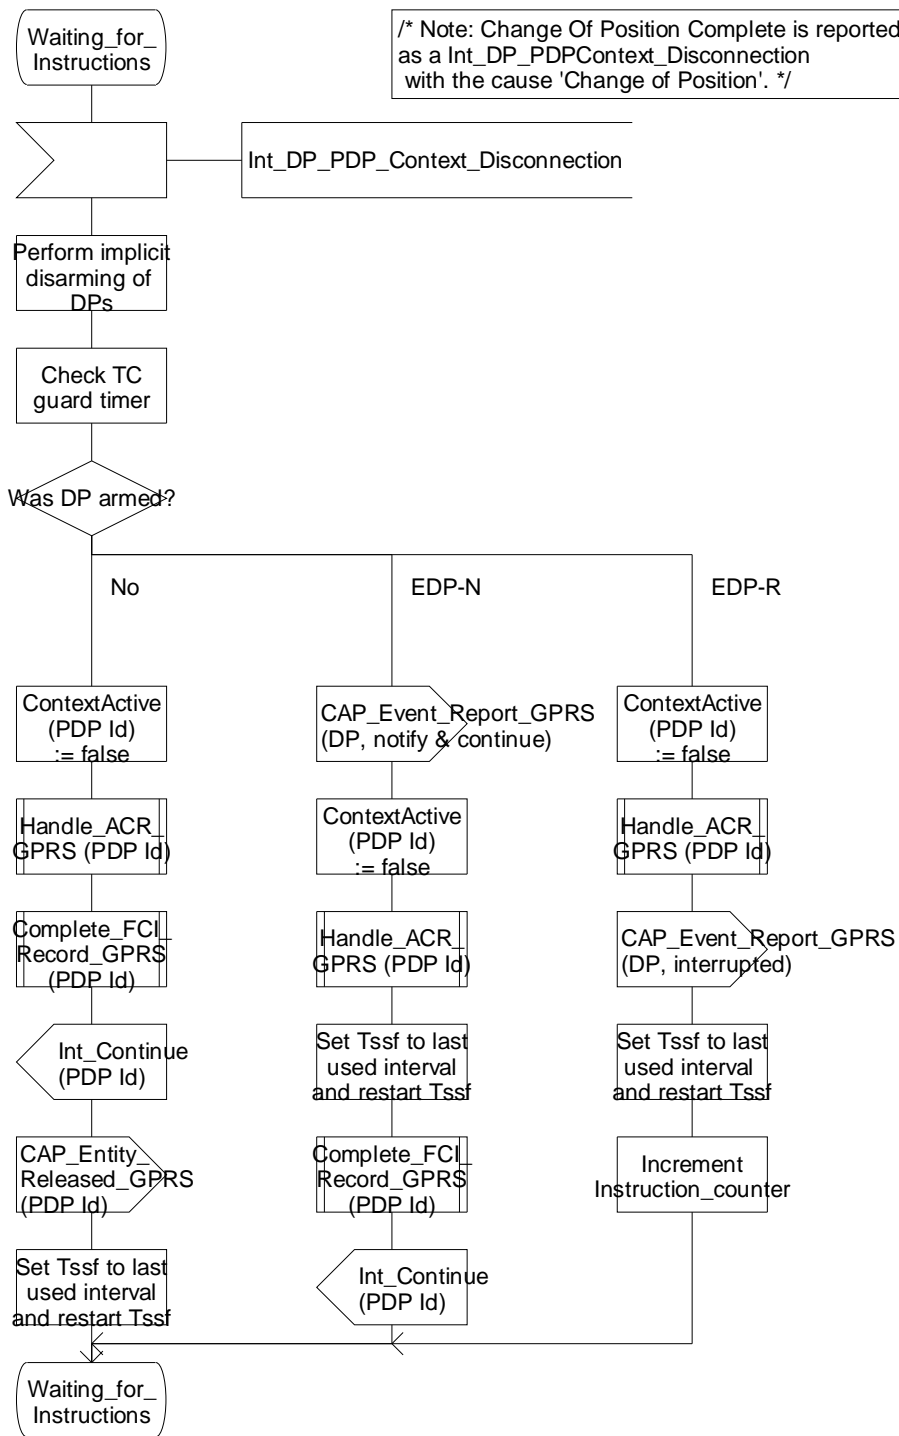 Waiting_for_
Instructions
/* Note: Change Of Position Complete is reported
as a Int_DP_PDPContext_Disconnection
with the cause 'Change of Position'. */
Int_DP_PDP_Context_Disconnection
Perform implicit
disarming of
DPs
Check TC
guard timer
Was DP armed?
No
EDP-N
EDP-R
ContextActive
(PDP Id)
:= false
Handle_ACR_
GPRS (PDP Id)
Complete_FCI_
Record_GPRS
(PDP Id)
Int_Continue
(PDP Id)
CAP_Entity_
Released_GPRS
(PDP Id)
Set Tssf to last
used interval
and restart Tssf
CAP_Event_Report_GPRS
(DP, notify & continue)
ContextActive
(PDP Id)
:= false
Handle_ACR_
GPRS (PDP Id)
Set Tssf to last
used interval
and restart Tssf
Complete_FCI_
Record_GPRS
(PDP Id)
Int_Continue
(PDP Id)
ContextActive
(PDP Id)
:= false
Handle_ACR_
GPRS (PDP Id)
CAP_Event_Report_GPRS
(DP, interrupted)
Set Tssf to last
used interval
and restart Tssf
Increment
Instruction_counter
Waiting_for_
Instructions